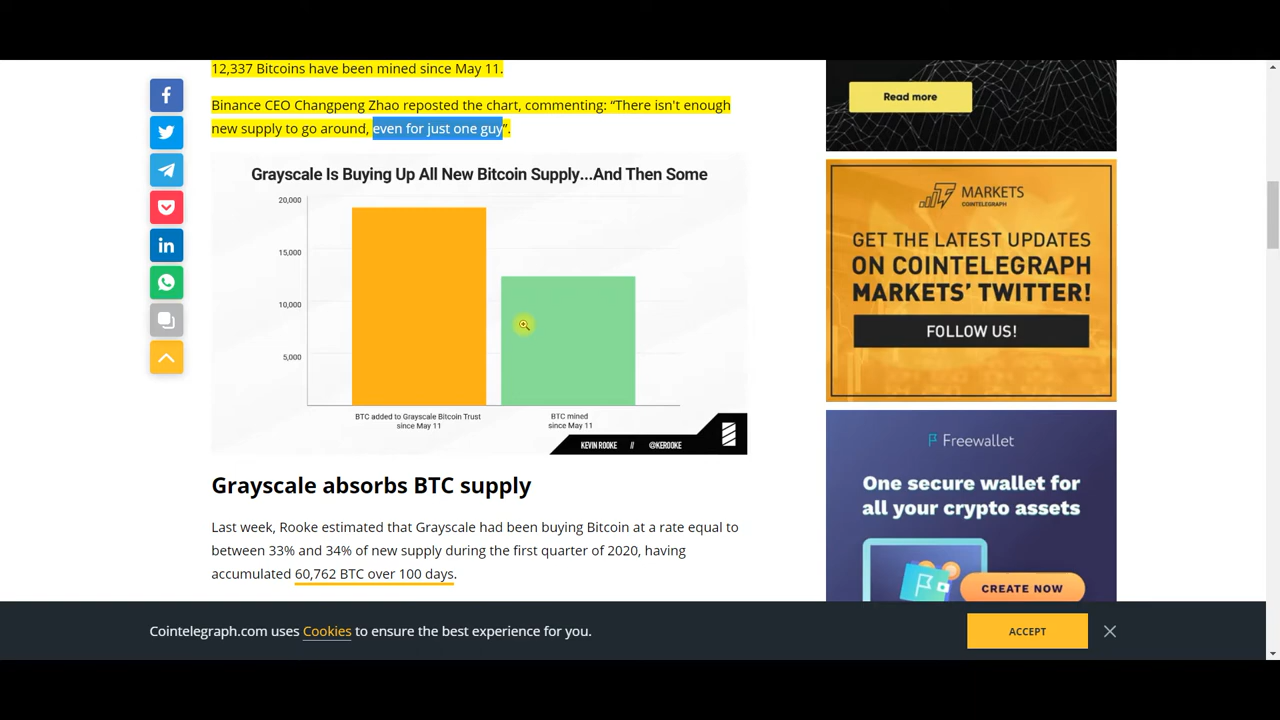 12,337 Bitcoins have been mined since May 11.
Binance CEO Changpeng Zhao reposted the chart, commenting: “There isn't enough
new supply to go around, even for just one guy”.
Grayscale Is Buying Up All New Bitcoin Supply...And Then Some
20,000
15,000
10,000
5,000
BTC added to Grayscale Bitcoin Trust
since May 11
BTC mined
since May 11
KEVIN ROOKE // @KEROOKE
Grayscale absorbs BTC supply
Last week, Rooke estimated that Grayscale had been buying Bitcoin at a rate equal to
between 33% and 34% of new supply during the first quarter of 2020, having
accumulated 60,762 BTC over 100 days.
Read more
MARKETS
COINTELEGRAPH
GET THE LATEST UPDATES
ON COINTELEGRAPH
MARKETS’ TWITTER!
FOLLOW US!
Freewallet
One secure wallet for
all your crypto assets
CREATE NOW
Cointelegraph.com uses Cookies to ensure the best experience for you.
ACCEPT